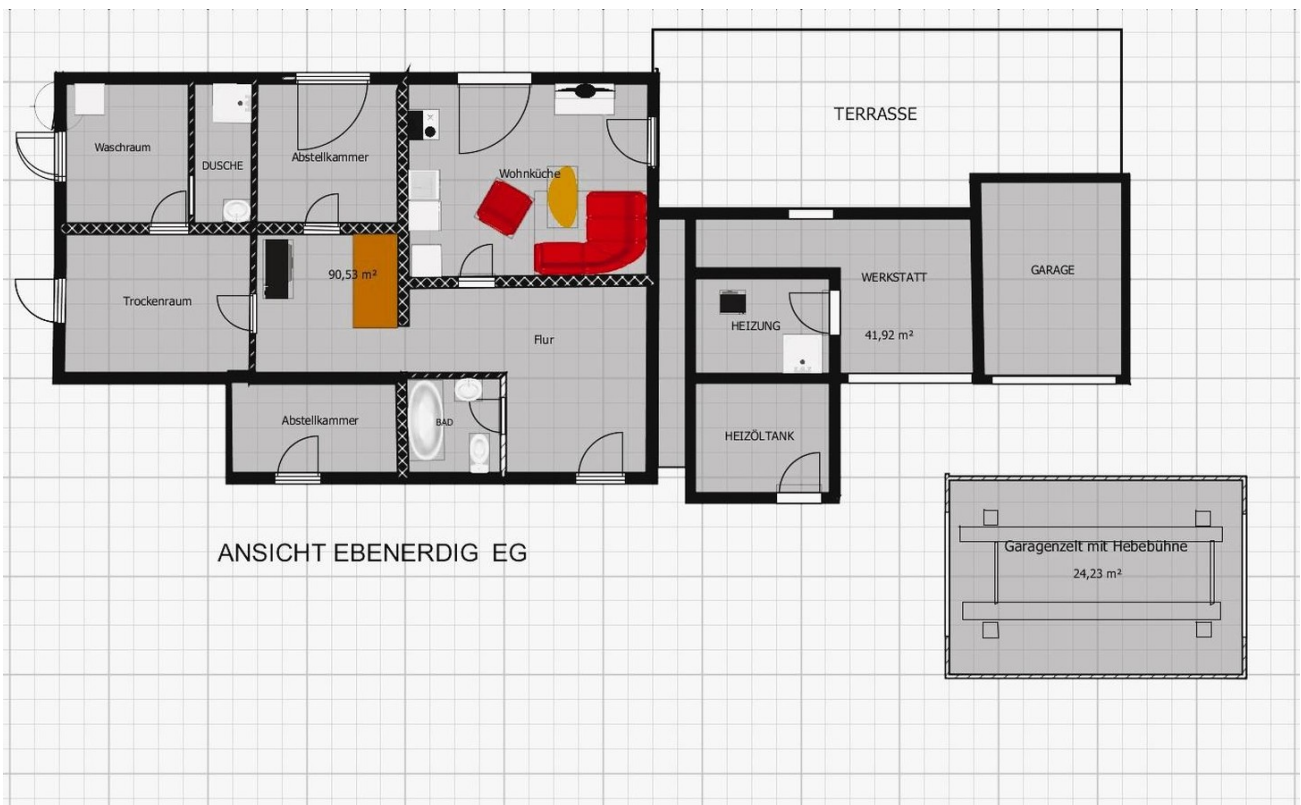 TERRASSE
Waschraum
DUSCHE
Abstellkammer
Wohnküche
90,53 m²
Trockenraum
Flur
WERKSTATT
GARAGE
HEIZUNG
41,92 m²
Abstellkammer
BAD
HEIZÖLTANK
ANSICHT EBENERDIG EG
Garagenzelt mit Hebebühne
24,23 m²